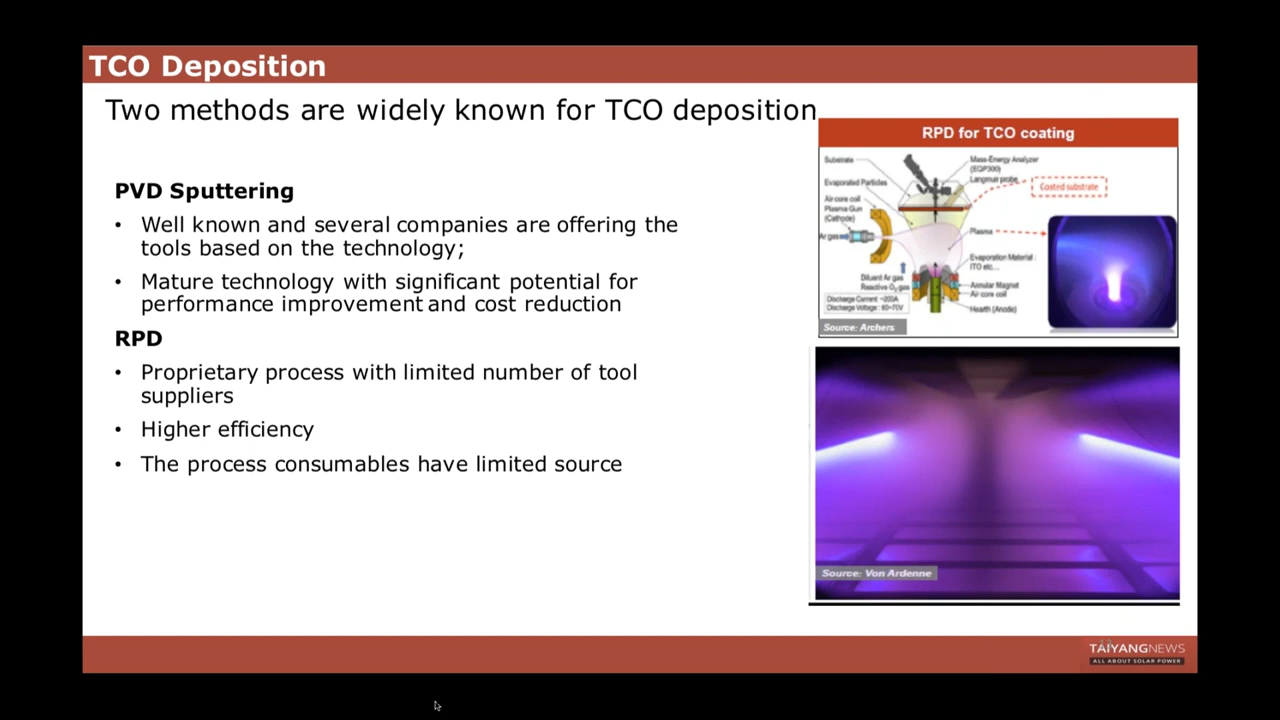 TCO Deposition
Two methods are widely known for TCO deposition
PVD Sputtering
• Well known and several companies are offering the
tools based on the technology;
• Mature technology with significant potential for
performance improvement and cost reduction
RPD
• Proprietary process with limited number of tool
suppliers
• Higher efficiency
• The process consumables have limited source
RPD for TCO coating
Substrate
Evaporated Particles
Air core coil
Plasma Gun
(Cathode)
Ar gas
Diluent Ar gas
Reactive O₂ gas
Discharge Current: ~200A
Discharge Voltage: 60~70V
Mass-Energy Analyzer
(EQP300)
Langmuir probe
Coated substrate
Plasma
Evaporation Material :
ITO etc...
Annular Magnet
Air core coil
Hearth (Anode)
Source: Archers
Source: Von Ardenne
TAIYANGNEWS
ALL ABOUT SOLAR POWER